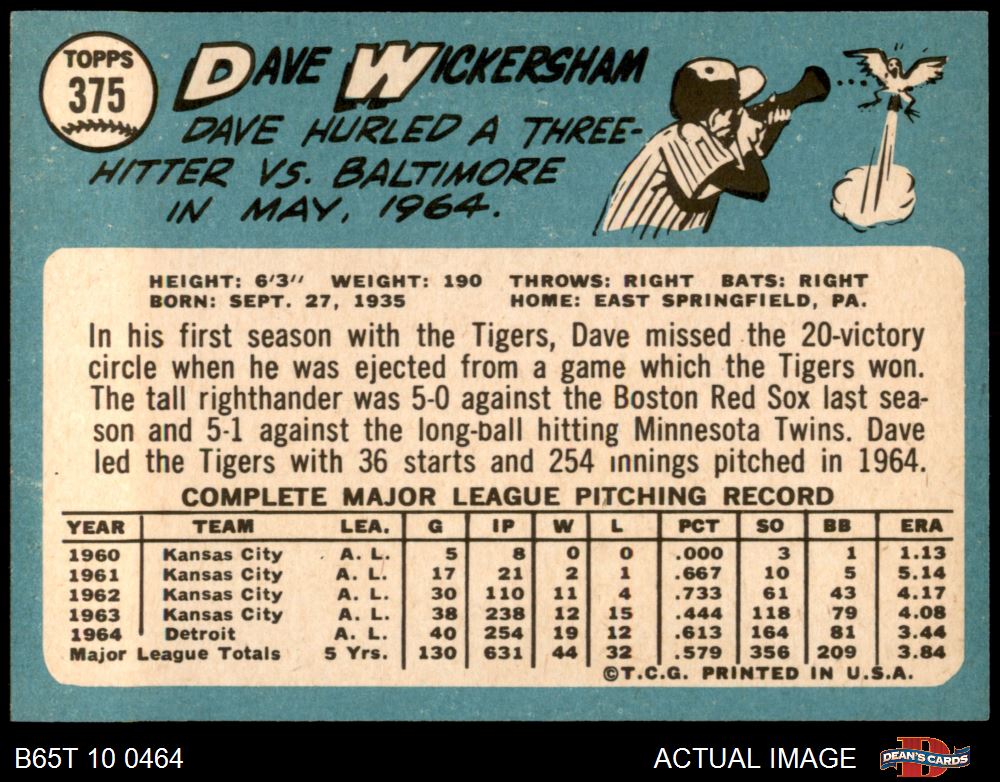 TOPPS
375
DAVE WICKERSHAM
DAVE HURLED A THREE-
HITTER VS. BALTIMORE
IN MAY, 1964.
HEIGHT: 6'3" WEIGHT: 190 THROWS: RIGHT BATS: RIGHT
BORN: SEPT. 27, 1935 HOME: EAST SPRINGFIELD, PA.
In his first season with the Tigers, Dave missed the 20-victory
circle when he was ejected from a game which the Tigers won.
The tall righthander was 5-0 against the Boston Red Sox last sea-
son and 5-1 against the long-ball hitting Minnesota Twins. Dave
led the Tigers with 36 starts and 254 innings pitched in 1964.
COMPLETE MAJOR LEAGUE PITCHING RECORD
YEAR TEAM LEA. G IP W L PCT SO BB ERA
1960 Kansas City A. L. 5 8 0 0 .000 3 1 1.13
1961 Kansas City A. L. 17 21 2 1 .667 10 5 5.14
1962 Kansas City A. L. 30 110 11 4 .733 61 43 4.17
1963 Kansas City A. L. 38 238 12 15 .444 118 79 4.08
1964 Detroit A. L. 40 254 19 12 .613 164 81 3.44
Major League Totals 5 Yrs. 130 631 44 32 .579 356 209 3.84
©T.C.G. PRINTED IN U.S.A.
B65T 10 0464 ACTUAL IMAGE DEAN'S CARDS